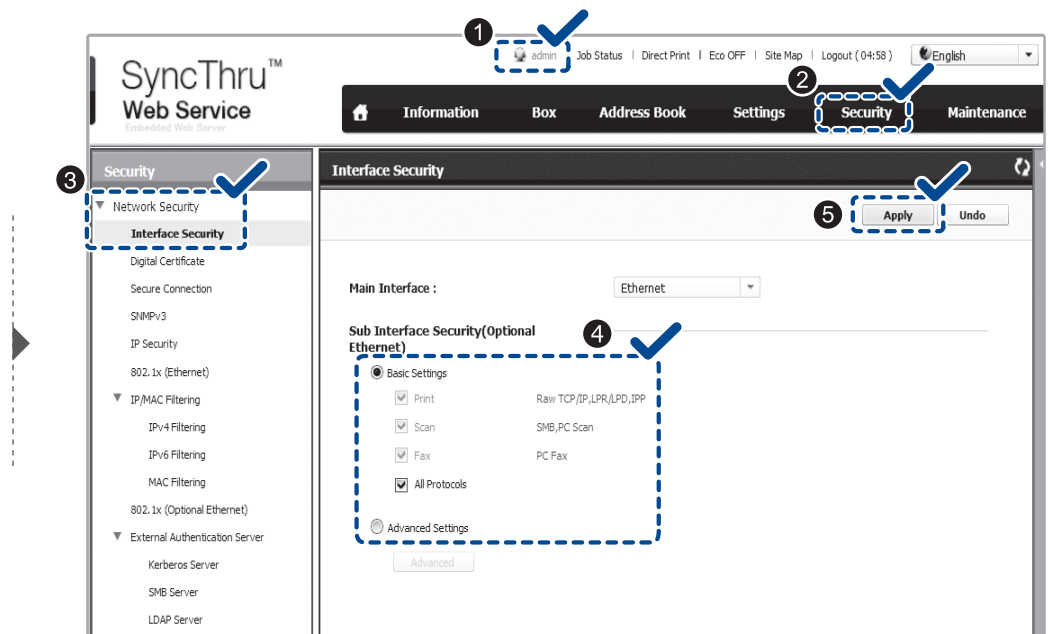 1
admin Job Status | Direct Print | Eco OFF | Site Map | Logout ( 04:58 ) English
SyncThru™
Web Service
Embedded Web Server
2
Information Box Address Book Settings Security Maintenance
3
Security
Network Security
Interface Security
Digital Certificate
Secure Connection
SNMPv3
IP Security
802. 1x (Ethernet)
IP/MAC Filtering
IPv4 Filtering
IPv6 Filtering
MAC Filtering
802. 1x (Optional Ethernet)
External Authentication Server
Kerberos Server
SMB Server
LDAP Server
Interface Security
5
Apply Undo
Main Interface : Ethernet
Sub Interface Security(Optional
Ethernet)
4
Basic Settings
Print Raw TCP/IP,LPR/LPD,IPP
Scan SMB,PC Scan
Fax PC Fax
All Protocols
Advanced Settings
Advanced